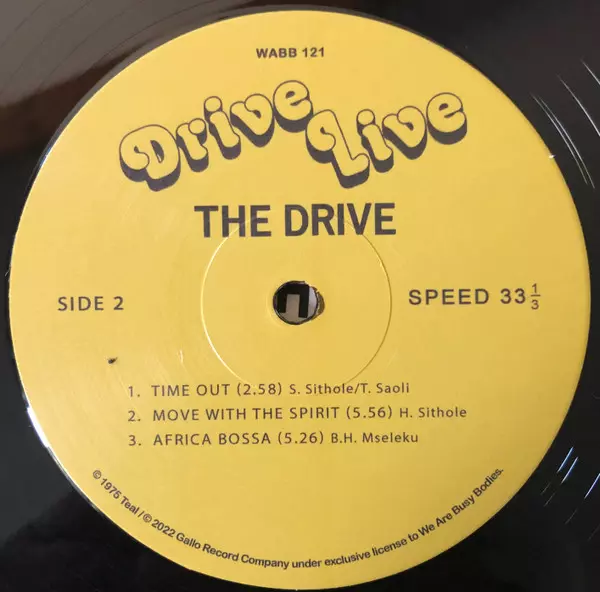 WABB 121
Drive Live
THE DRIVE
SIDE 2
SPEED 33 1/3
1. TIME OUT (2.58) S. Sithole/T. Saoli
2. MOVE WITH THE SPIRIT (5.56) H. Sithole
3. AFRICA BOSSA (5.26) B.H. Mseleku
© 1975 Teal / © 2022 Gallo Record Company under exclusive license to We Are Busy Bodies.